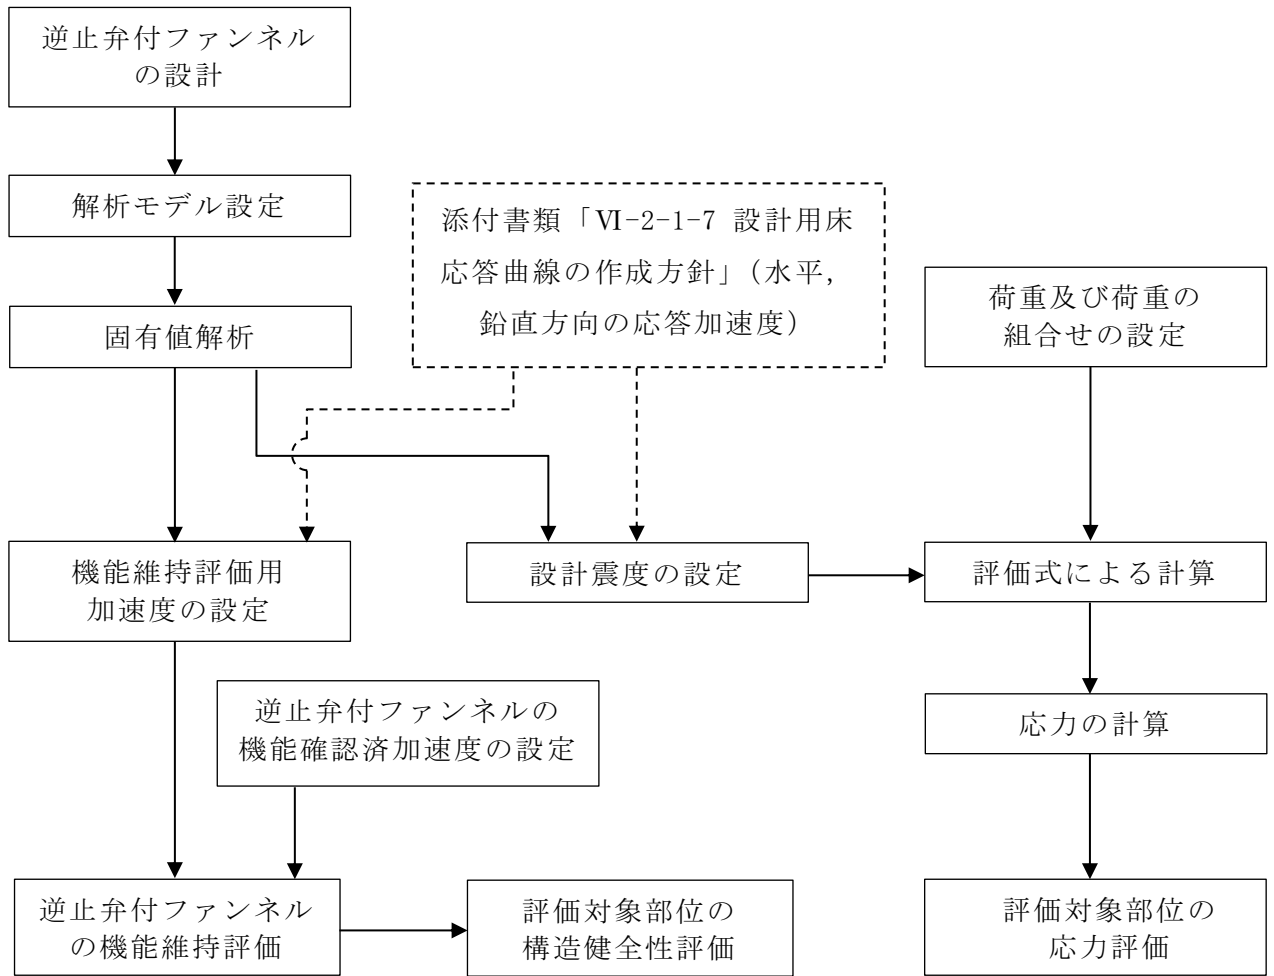 逆止弁付ファンネル
の設計
解析モデル設定
固有値解析
添付書類「Ⅵ-2-1-7 設計用床
応答曲線の作成方針」(水平,
鉛直方向の応答加速度)
荷重及び荷重の
組合せの設定
機能維持評価用
加速度の設定
設計震度の設定
評価式による計算
逆止弁付ファンネルの
機能確認済加速度の設定
応力の計算
逆止弁付ファンネル
の機能維持評価
評価対象部位の
構造健全性評価
評価対象部位の
応力評価